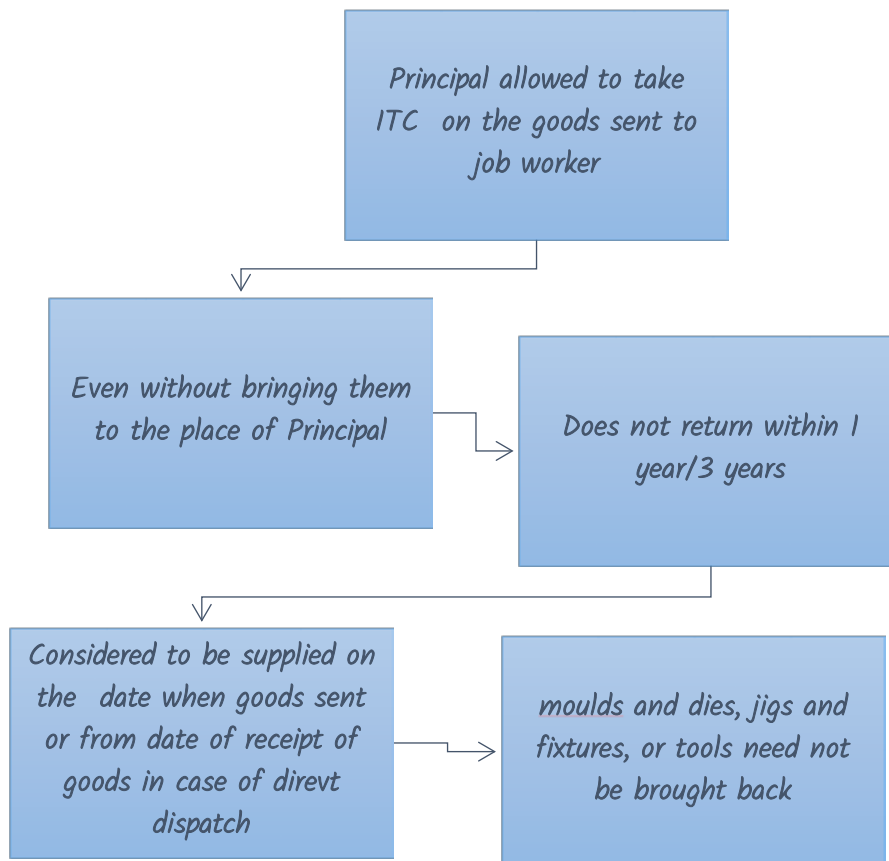 Principal allowed to take
ITC on the goods sent to
job worker
Even without bringing them
to the place of Principal
Does not return within 1
year/3 years
Considered to be supplied on
the date when goods sent
or from date of receipt of
goods in case of direvt
dispatch
moulds and dies, jigs and
fixtures, or tools need not
be brought back